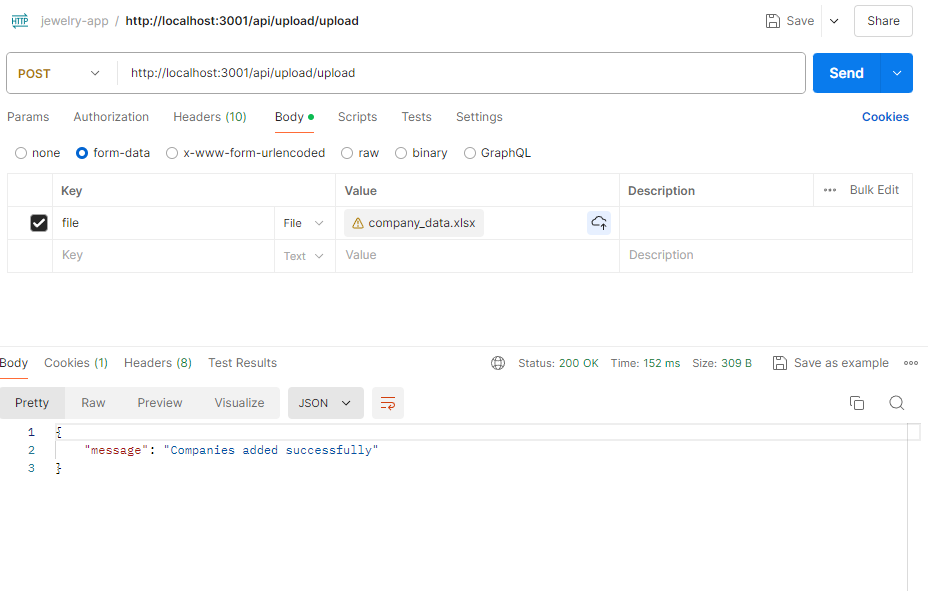 HTTP jewelry-app / http://localhost:3001/api/upload/upload Save Share
POST http://localhost:3001/api/upload/upload Send
Params Authorization Headers (10) Body Scripts Tests Settings Cookies
none form-data x-www-form-urlencoded raw binary GraphQL
Key Value Description ••• Bulk Edit
file File company_data.xlsx
Key Text Value Description
Body Cookies (1) Headers (8) Test Results Status: 200 OK Time: 152 ms Size: 309 B Save as example
Pretty Raw Preview Visualize JSON
1 {
2 "message": "Companies added successfully"
3 }